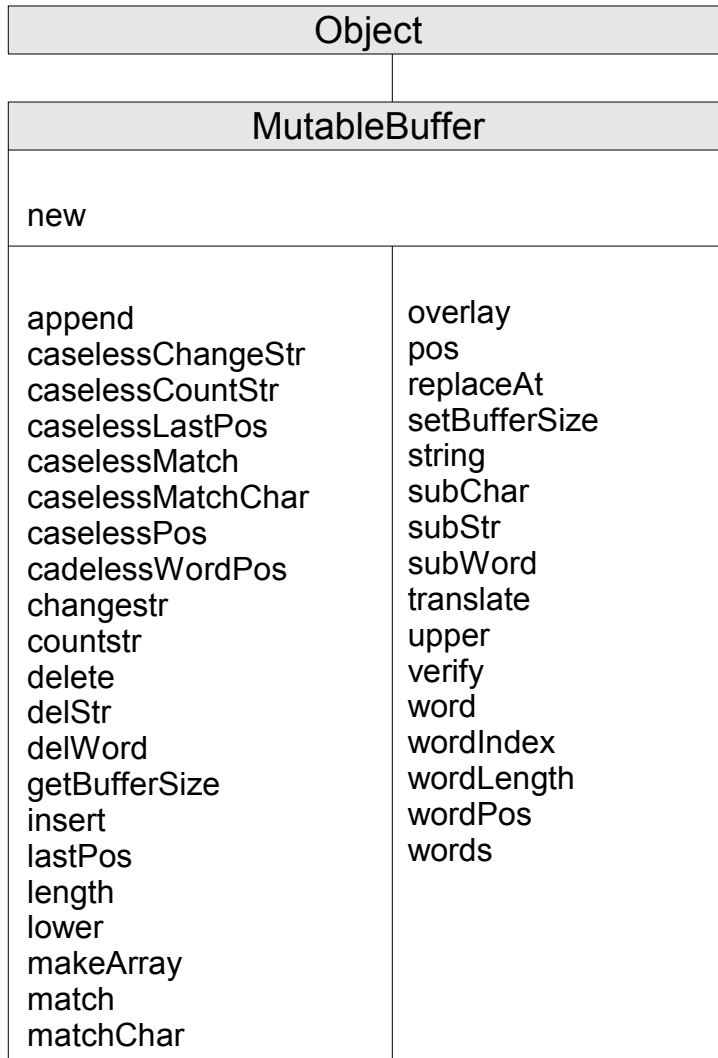 Object
MutableBuffer
new
append
caselessChangeStr
caselessCountStr
caselessLastPos
caselessMatch
caselessMatchChar
caselessPos
cadelessWordPos
changestr
countstr
delete
delStr
delWord
getBufferSize
insert
lastPos
length
lower
makeArray
match
matchChar
overlay
pos
replaceAt
setBufferSize
string
subChar
subStr
subWord
translate
upper
verify
word
wordIndex
wordLength
wordPos
words